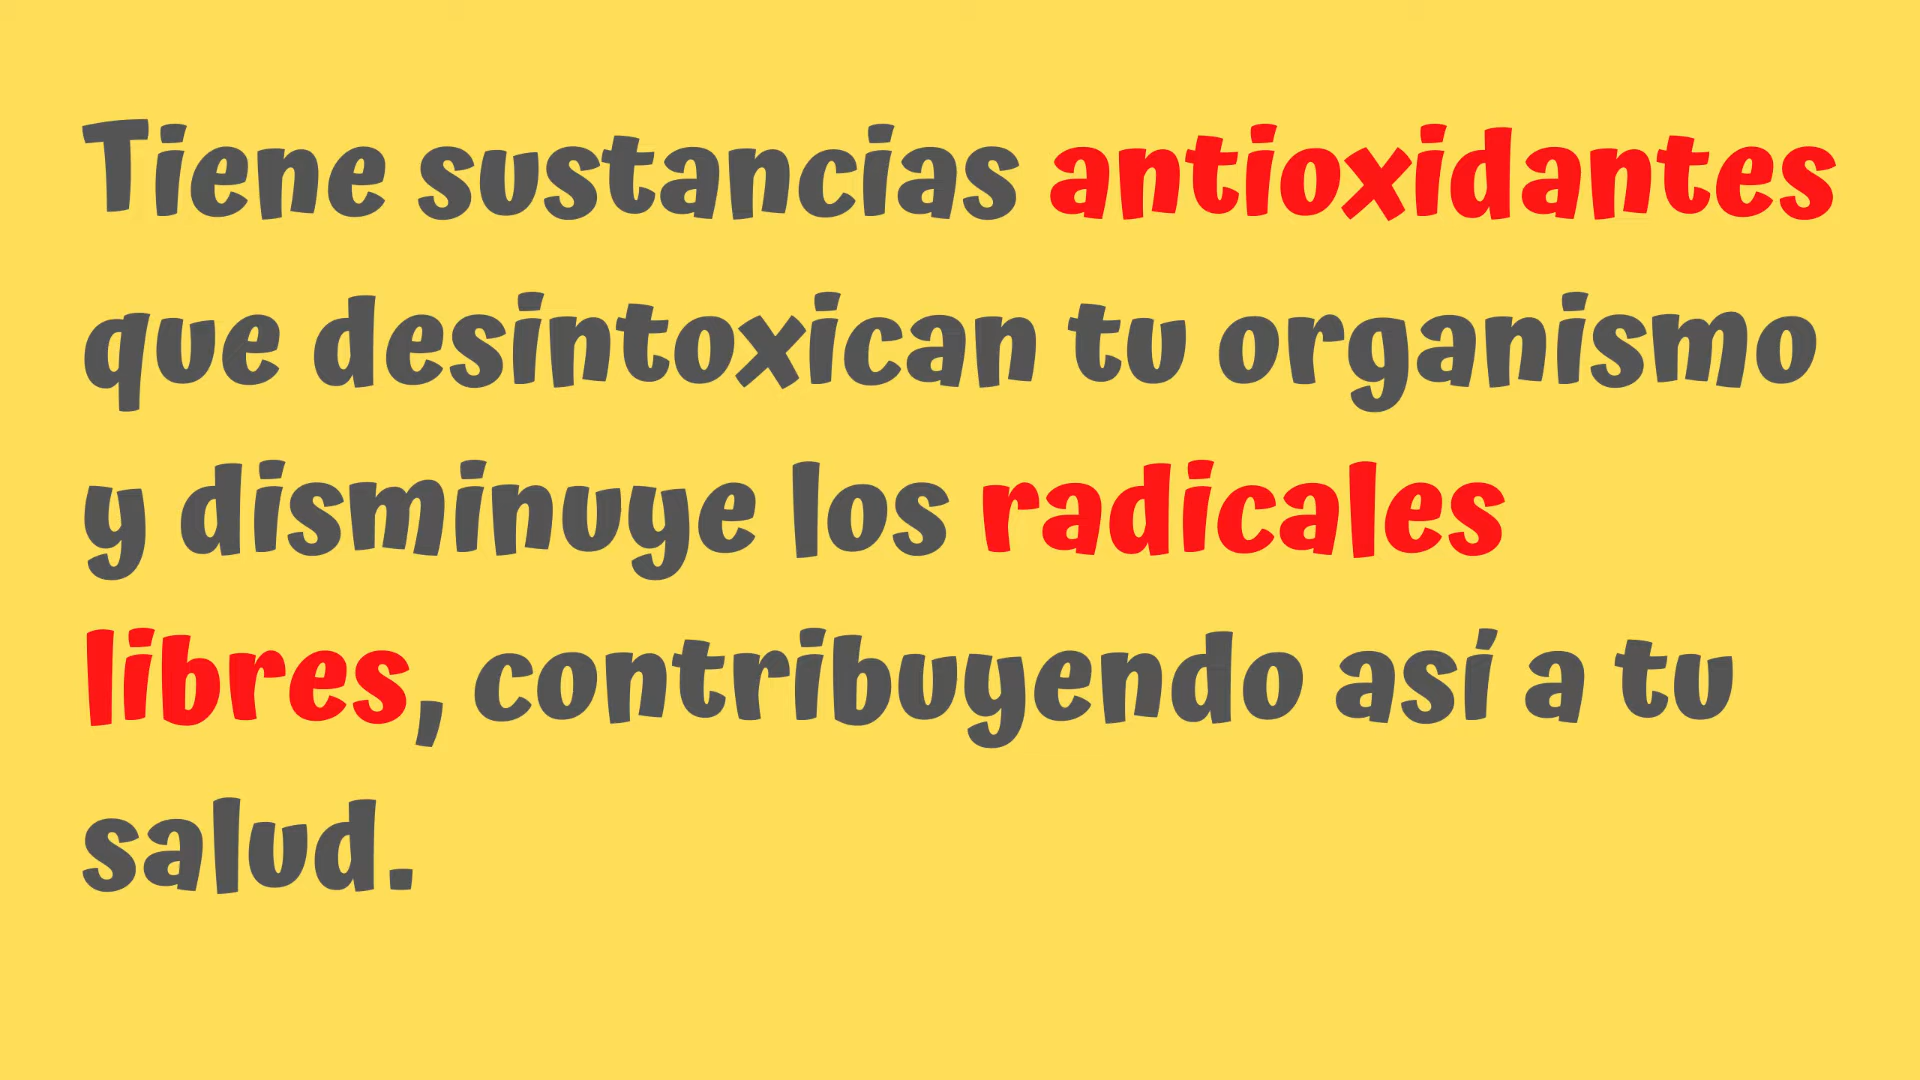 Tiene sustancias antioxidantes
que desintoxican tu organismo
y disminuye los radicales
libres, contribuyendo así a tu
salud.